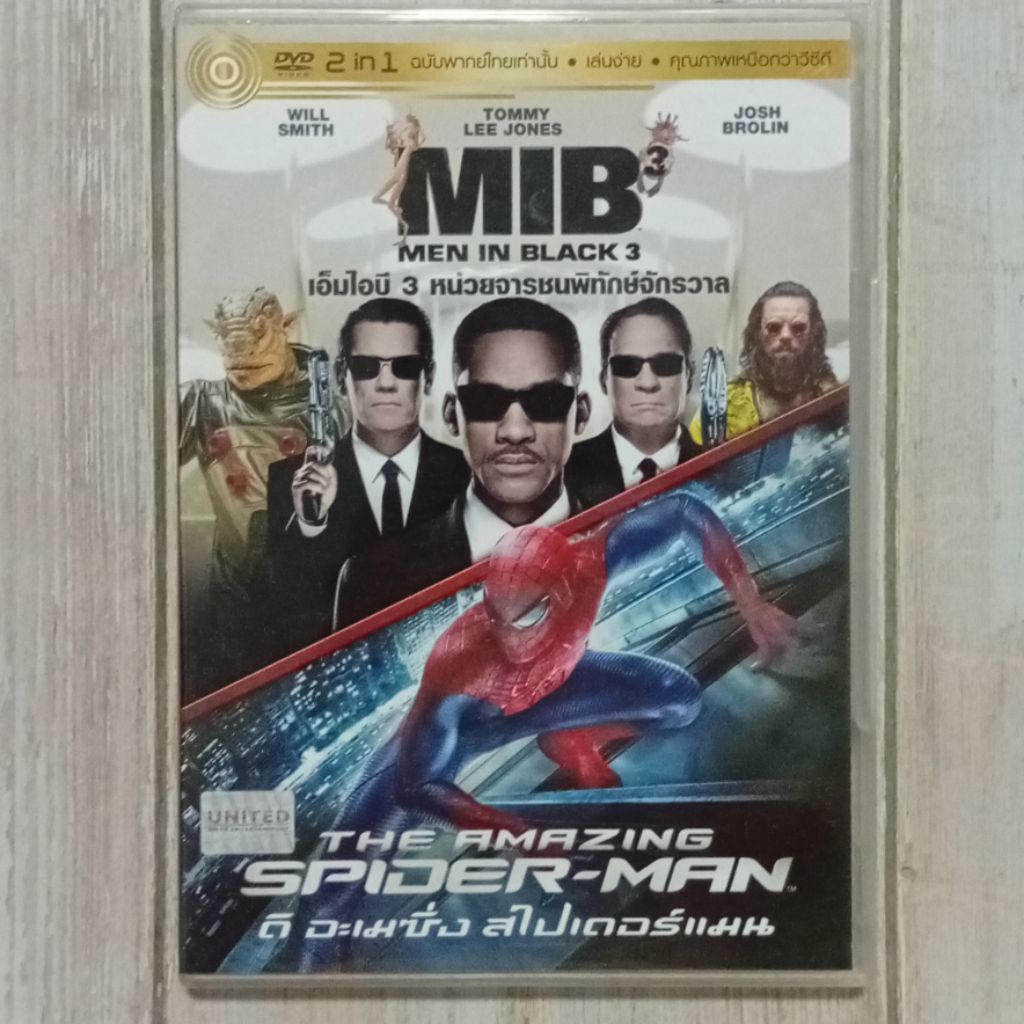 DVD VIDEO 2 in 1 ฉบับพากย์ไทยเท่านั้น • เล่นง่าย • คุณภาพเหนือกว่าวีซีดี
WILL SMITH
TOMMY LEE JONES
JOSH BROLIN
MIB 3
MEN IN BLACK 3
เอ็มไอบี 3 หน่วยจารชนพิทักษ์จักรวาล
UNITED
THE AMAZING
SPIDER-MAN™
ดิ อะเมซิ่ง สไปเดอร์แมน